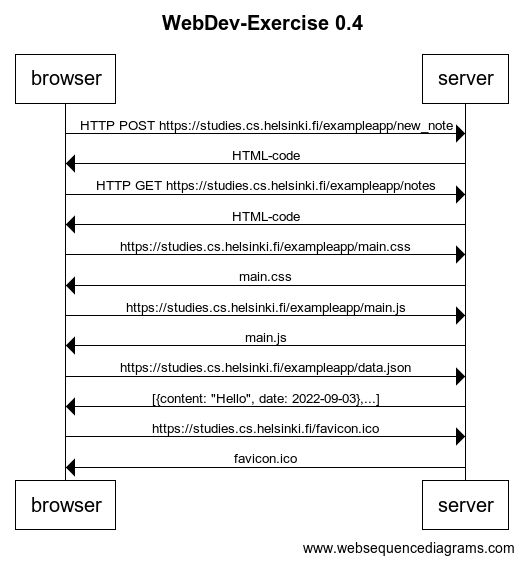 WebDev-Exercise 0.4
browser
server
HTTP POST https://studies.cs.helsinki.fi/exampleapp/new_note
HTML-code
HTTP GET https://studies.cs.helsinki.fi/exampleapp/notes
HTML-code
https://studies.cs.helsinki.fi/exampleapp/main.css
main.css
https://studies.cs.helsinki.fi/exampleapp/main.js
main.js
https://studies.cs.helsinki.fi/exampleapp/data.json
[{content: "Hello", date: 2022-09-03},...]
https://studies.cs.helsinki.fi/favicon.ico
favicon.ico
browser
server
www.websequencediagrams.com